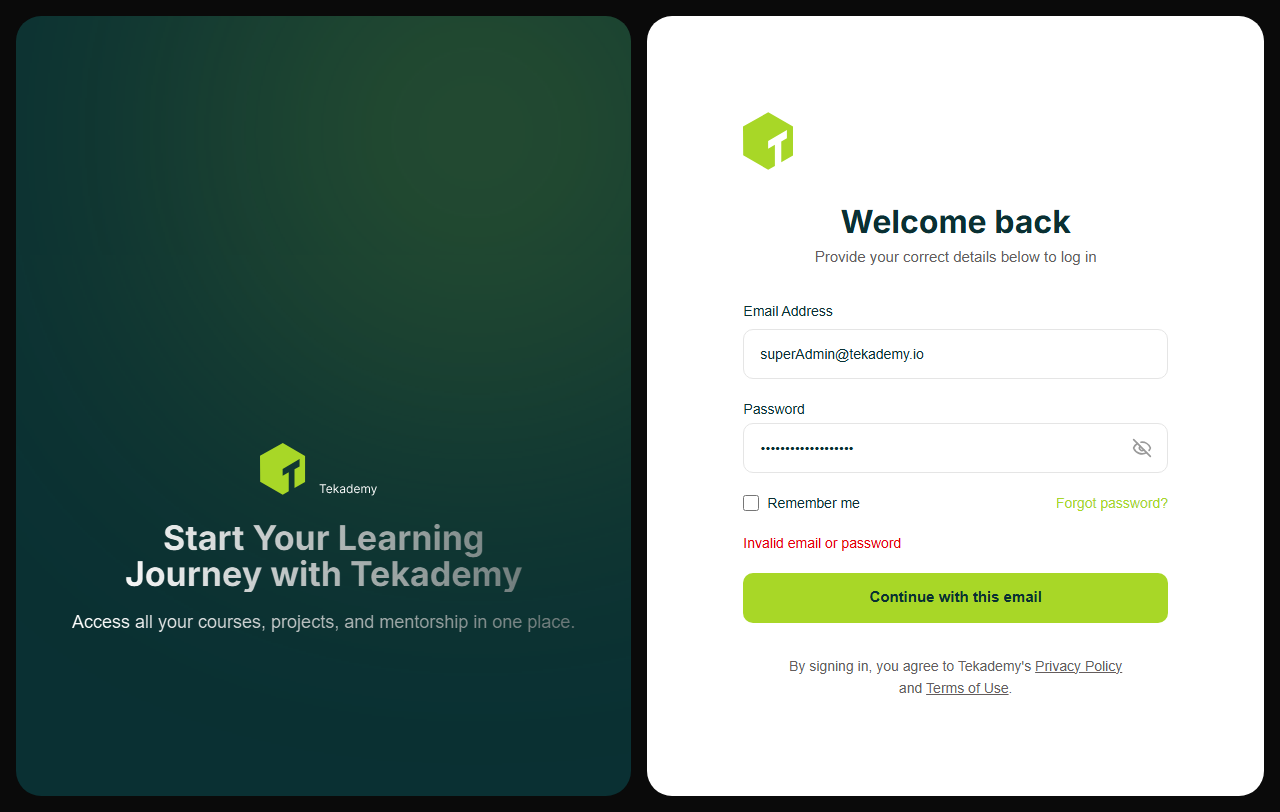 Tekademy
Start Your Learning
Journey with Tekademy
Access all your courses, projects, and mentorship in one place.
Welcome back
Provide your correct details below to log in
Email Address
superAdmin@tekademy.io
Password
•••••••••••••••••••
Remember me
Forgot password?
Invalid email or password
Continue with this email
By signing in, you agree to Tekademy's Privacy Policy
and Terms of Use.